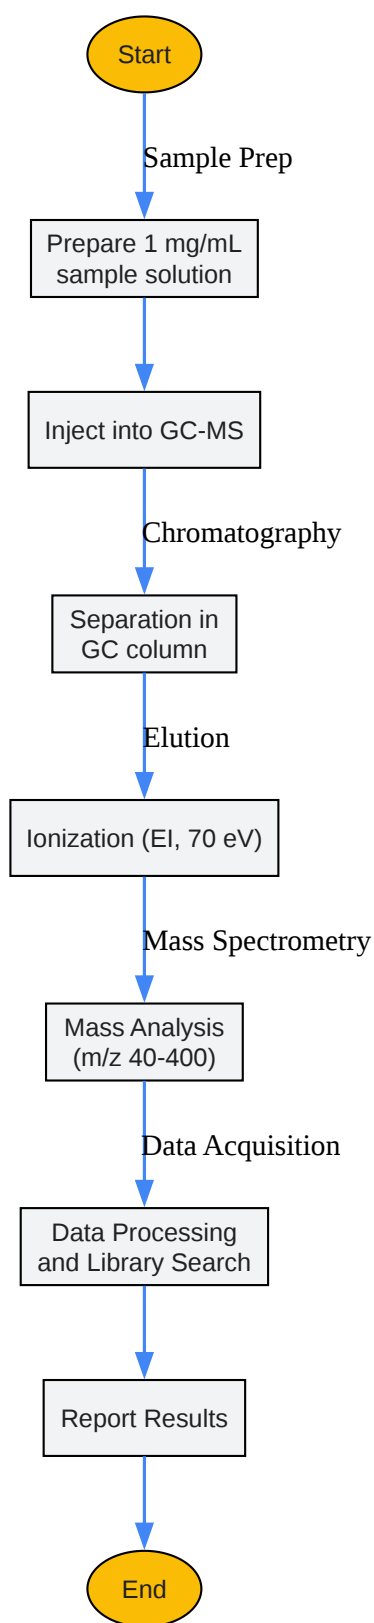 Start
Sample Prep
Prepare 1 mg/mL
sample solution
Inject into GC-MS
Chromatography
Separation in
GC column
Elution
Ionization (EI, 70 eV)
Mass Spectrometry
Mass Analysis
(m/z 40-400)
Data Acquisition
Data Processing
and Library Search
Report Results
End